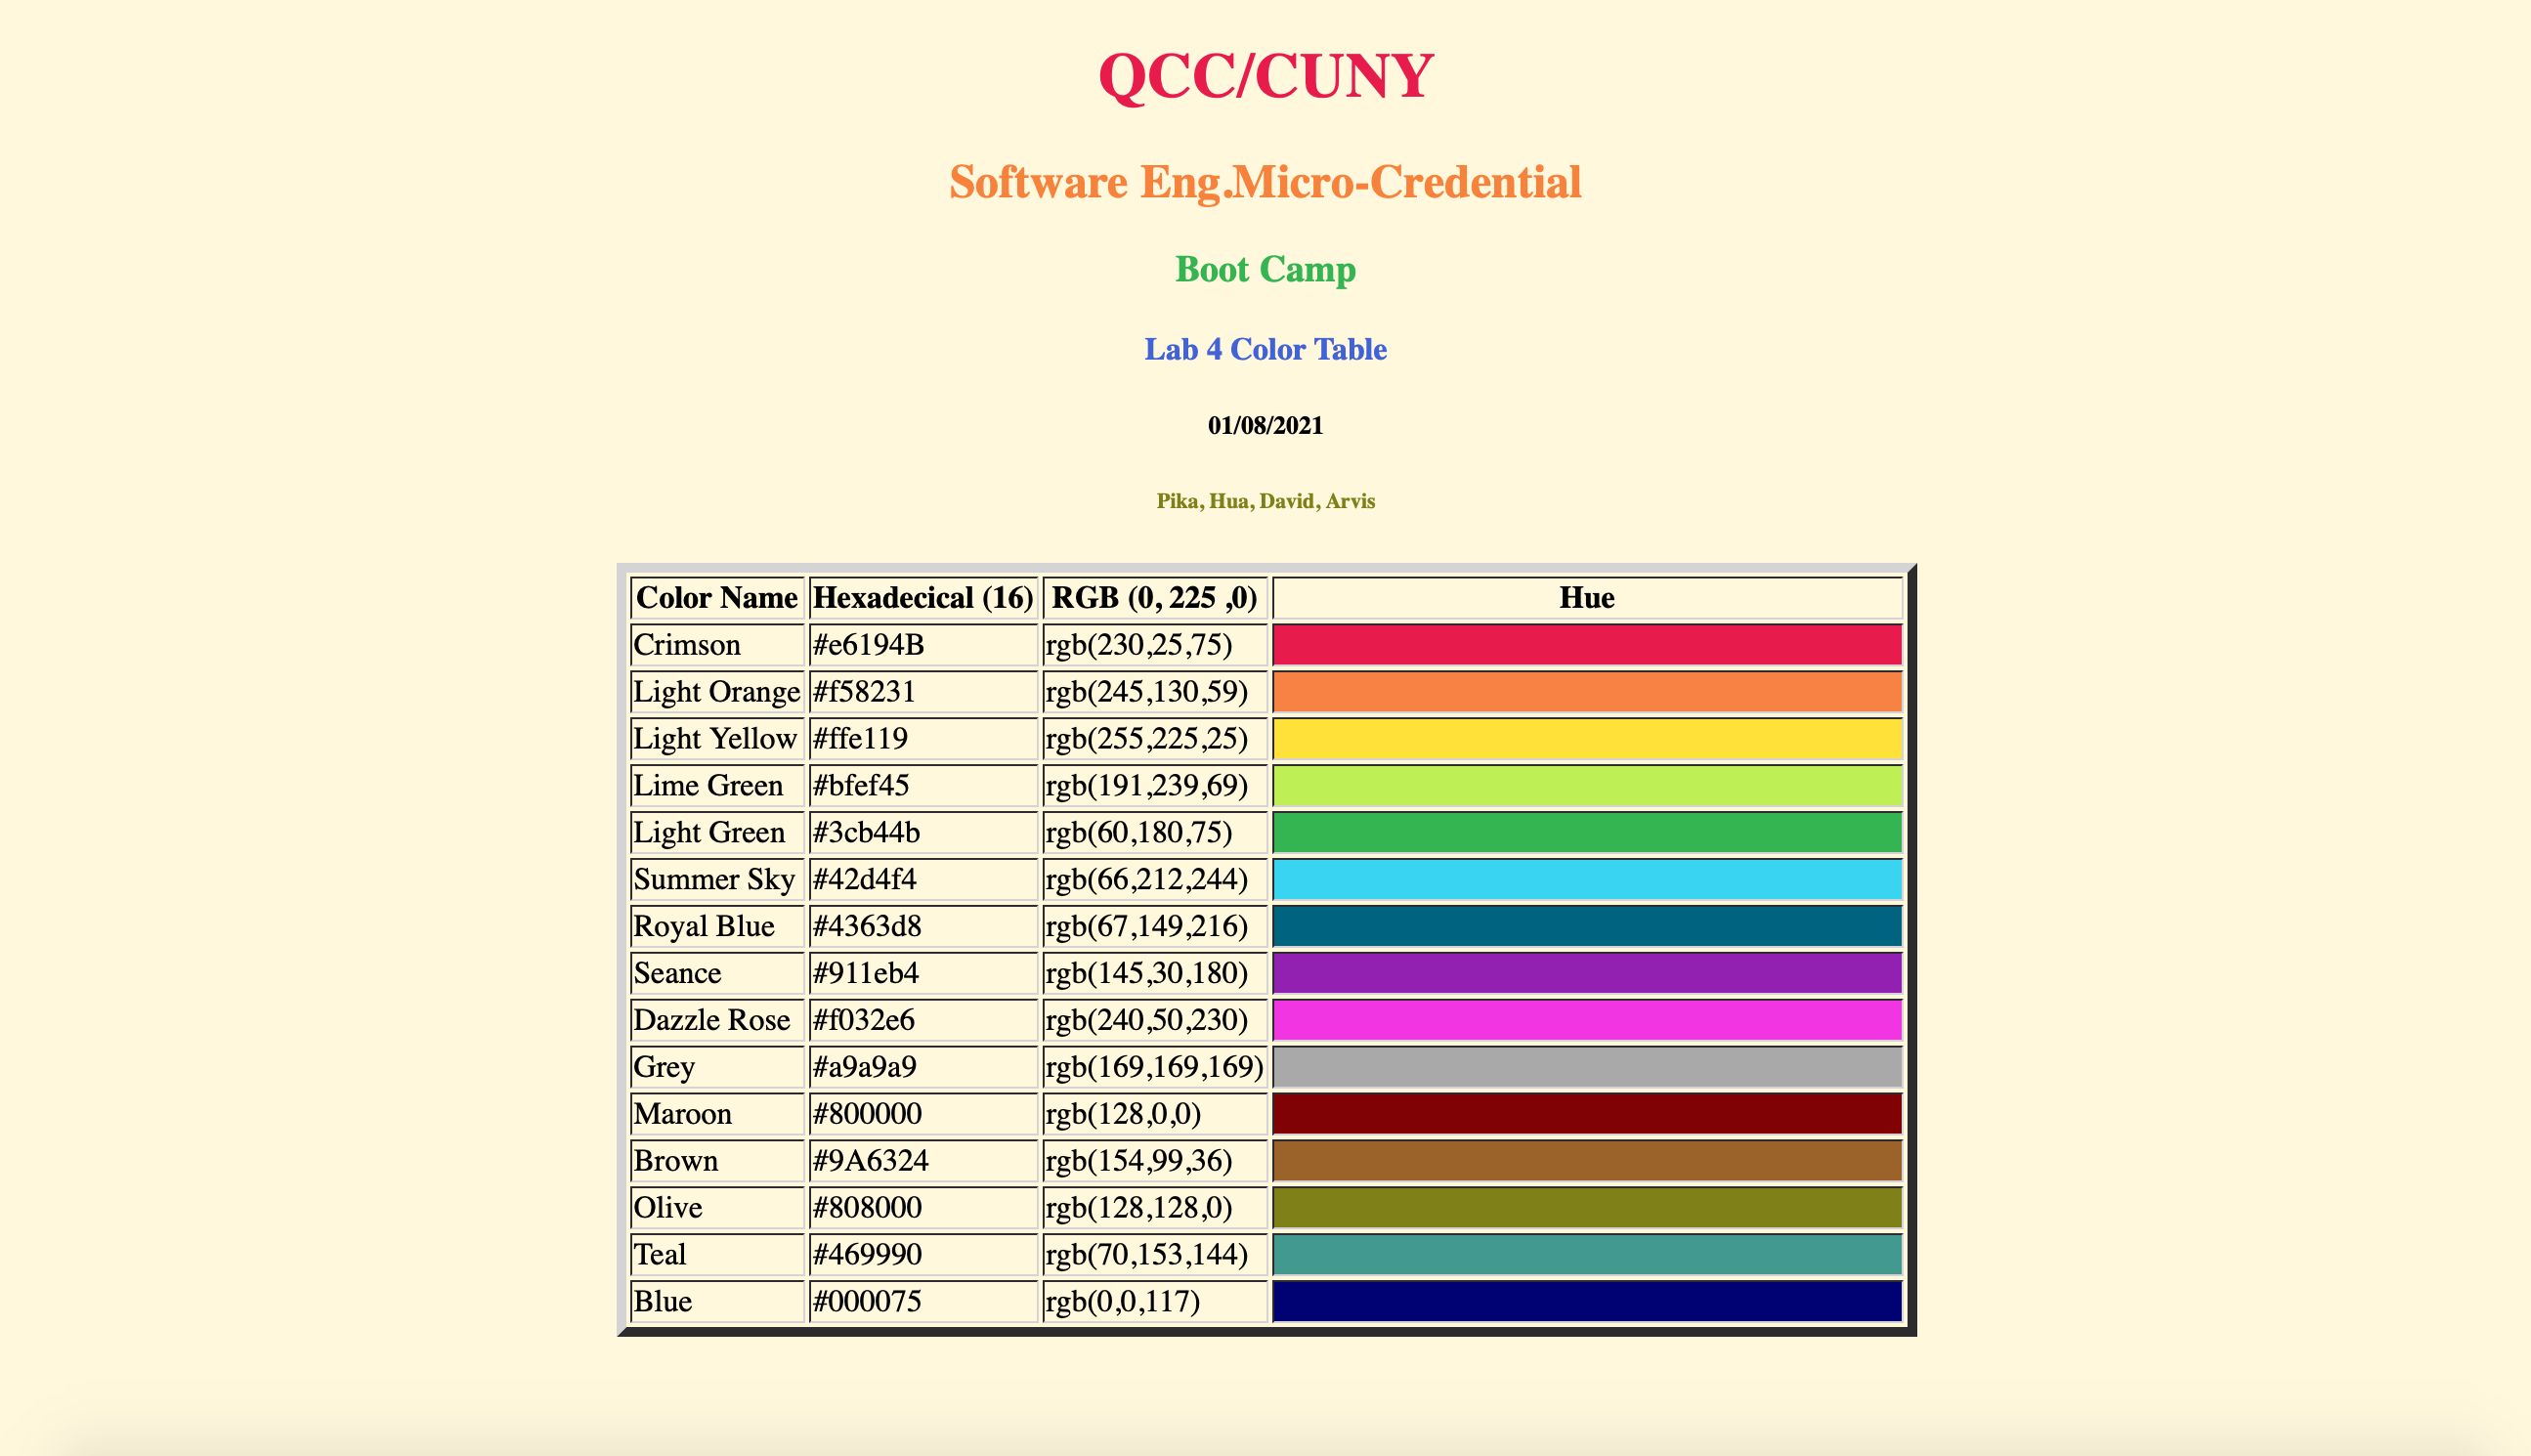 QCC/CUNY
Software Eng.Micro-Credential
Boot Camp
Lab 4 Color Table
01/08/2021
Pika, Hua, David, Arvis
Color Name Hexadecical (16) RGB (0, 225 ,0) Hue
Crimson #e6194B rgb(230,25,75)
Light Orange #f58231 rgb(245,130,59)
Light Yellow #ffe119 rgb(255,225,25)
Lime Green #bfef45 rgb(191,239,69)
Light Green #3cb44b rgb(60,180,75)
Summer Sky #42d4f4 rgb(66,212,244)
Royal Blue #4363d8 rgb(67,149,216)
Seance #911eb4 rgb(145,30,180)
Dazzle Rose #f032e6 rgb(240,50,230)
Grey #a9a9a9 rgb(169,169,169)
Maroon #800000 rgb(128,0,0)
Brown #9A6324 rgb(154,99,36)
Olive #808000 rgb(128,128,0)
Teal #469990 rgb(70,153,144)
Blue #000075 rgb(0,0,117)